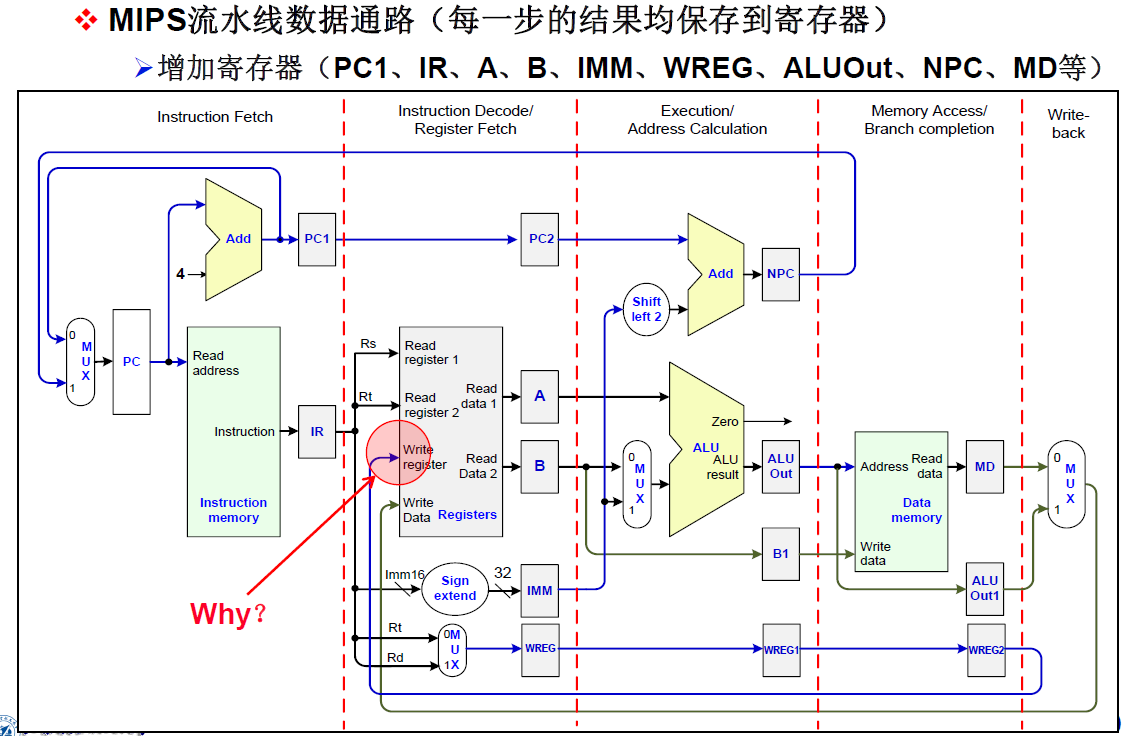 ❖ MIPS流水线数据通路（每一步的结果均保存到寄存器）
➢增加寄存器（PC1、IR、A、B、IMM、WREG、ALUOut、NPC、MD等）
Instruction Fetch
Instruction Decode/
Register Fetch
Execution/
Address Calculation
Memory Access/
Branch completion
Write-
back
Add
4
PC1
PC2
Add
NPC
Shift
left 2
0
M
U
X
1
PC
Read
address
Instruction
Instruction
memory
IR
Rs
Rt
Read
register 1
Read
register 2
Write
register
Write
Data
Read
data 1
Read
Data 2
Registers
A
B
0
M
U
X
1
Zero
ALU
ALU
result
ALU
Out
B1
Address
Read
data
Data
memory
Write
data
MD
ALU
Out1
0
M
U
X
1
Imm16
Sign
extend
32
IMM
Why?
Rt
Rd
0M
U
1X
WREG
WREG1
WREG2